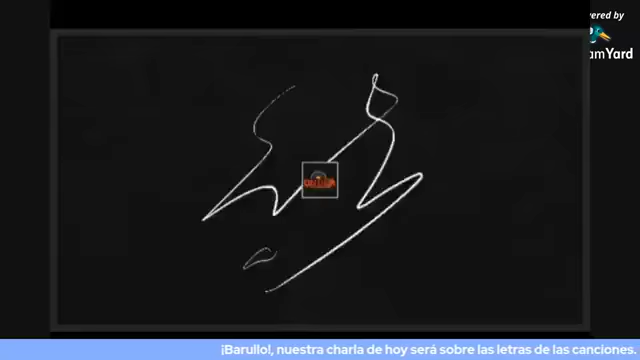 ered by
amYard
¡Barullo!, nuestra charla de hoy será sobre las letras de las canciones.